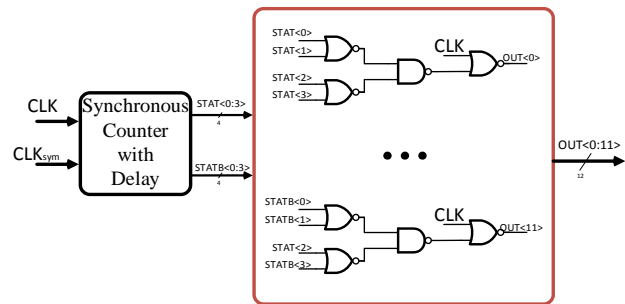 CLK
CLKsym
Synchronous
Counter
with
Delay
STAT<0:3>
4
STATB<0:3>
4
STAT<0>
STAT<1>
STAT<2>
STAT<3>
CLK
OUT<0>
STATB<0>
STATB<1>
STAT<2>
STATB<3>
CLK
OUT<11>
OUT<0:11>
12